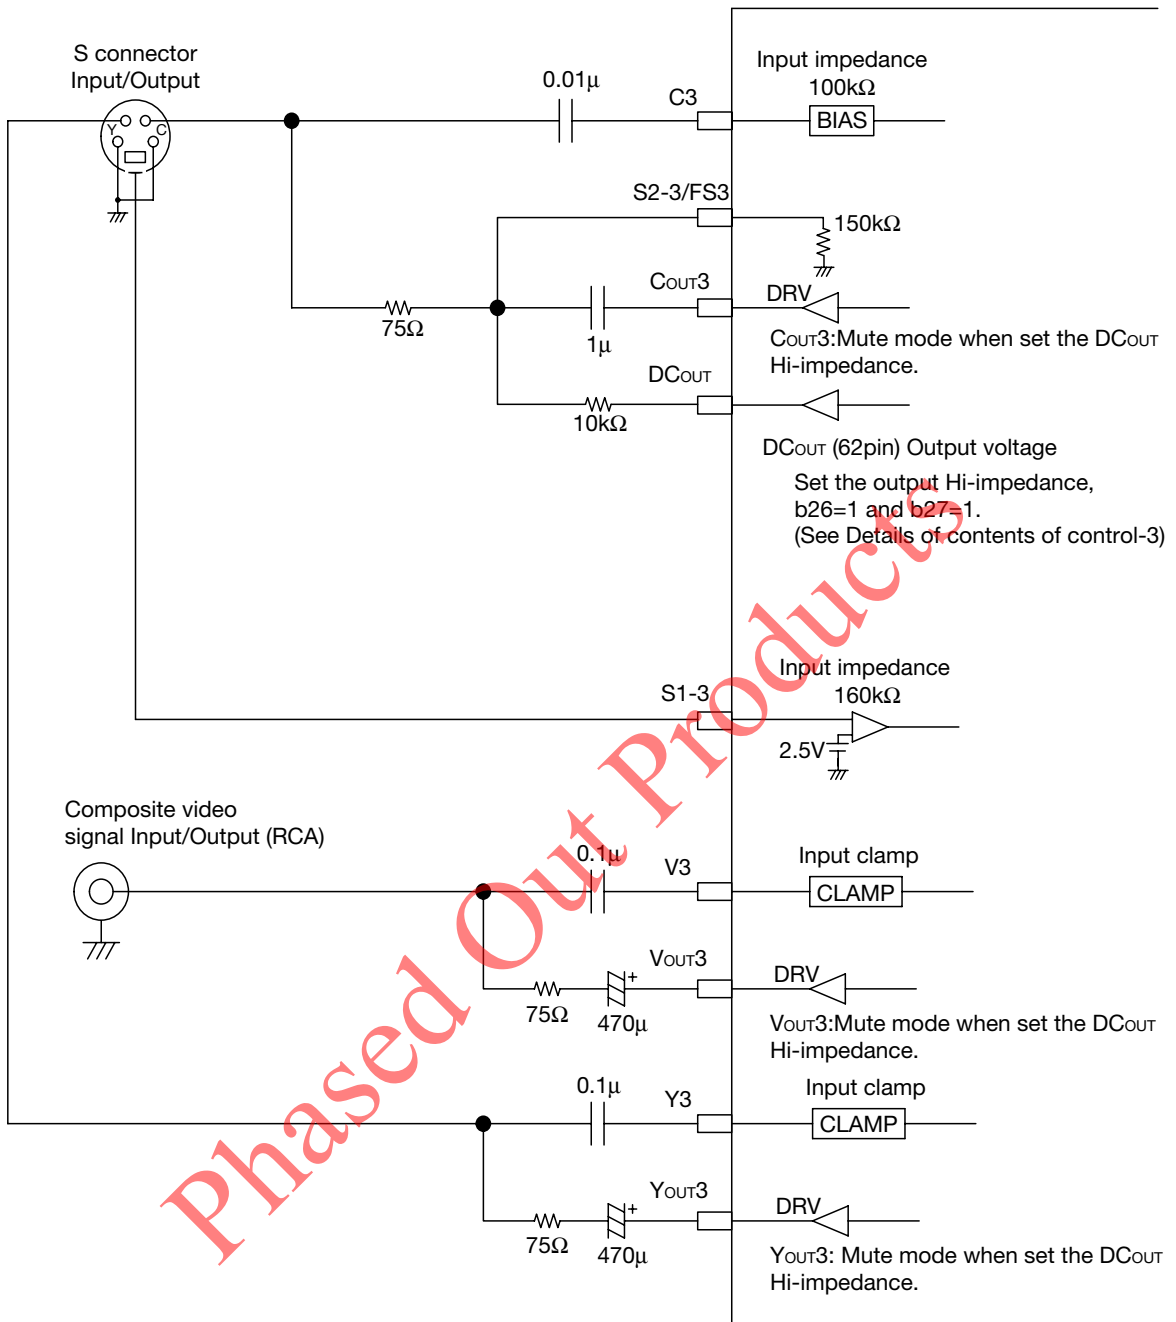 S connector
Input/Output
Y
C
0.01μ
C3
Input impedance
100kΩ
BIAS
S2-3/FS3
150kΩ
75Ω
COUT3
1μ
DRV
COUT3:Mute mode when set the DCOUT
Hi-impedance.
DCOUT
10kΩ
DCOUT (62pin) Output voltage
Set the output Hi-impedance,
b26=1 and b27=1.
(See Details of contents of control-3)
S1-3
Input impedance
160kΩ
2.5V
Composite video
signal Input/Output (RCA)
0.1μ
V3
Input clamp
CLAMP
VOUT3
75Ω
470μ
+
DRV
VOUT3:Mute mode when set the DCOUT
Hi-impedance.
0.1μ
Y3
Input clamp
CLAMP
YOUT3
75Ω
470μ
+
DRV
YOUT3: Mute mode when set the DCOUT
Hi-impedance.
Phased Out Products